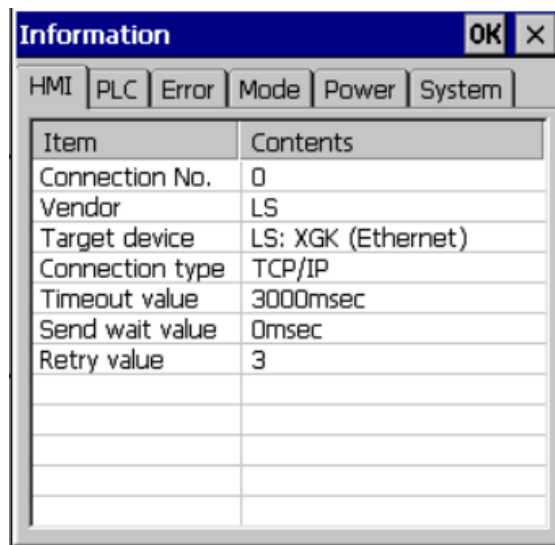 Information OK ×
HMI PLC Error Mode Power System
Item Contents
Connection No. 0
Vendor LS
Target device LS: XGK (Ethernet)
Connection type TCP/IP
Timeout value 3000msec
Send wait value 0msec
Retry value 3